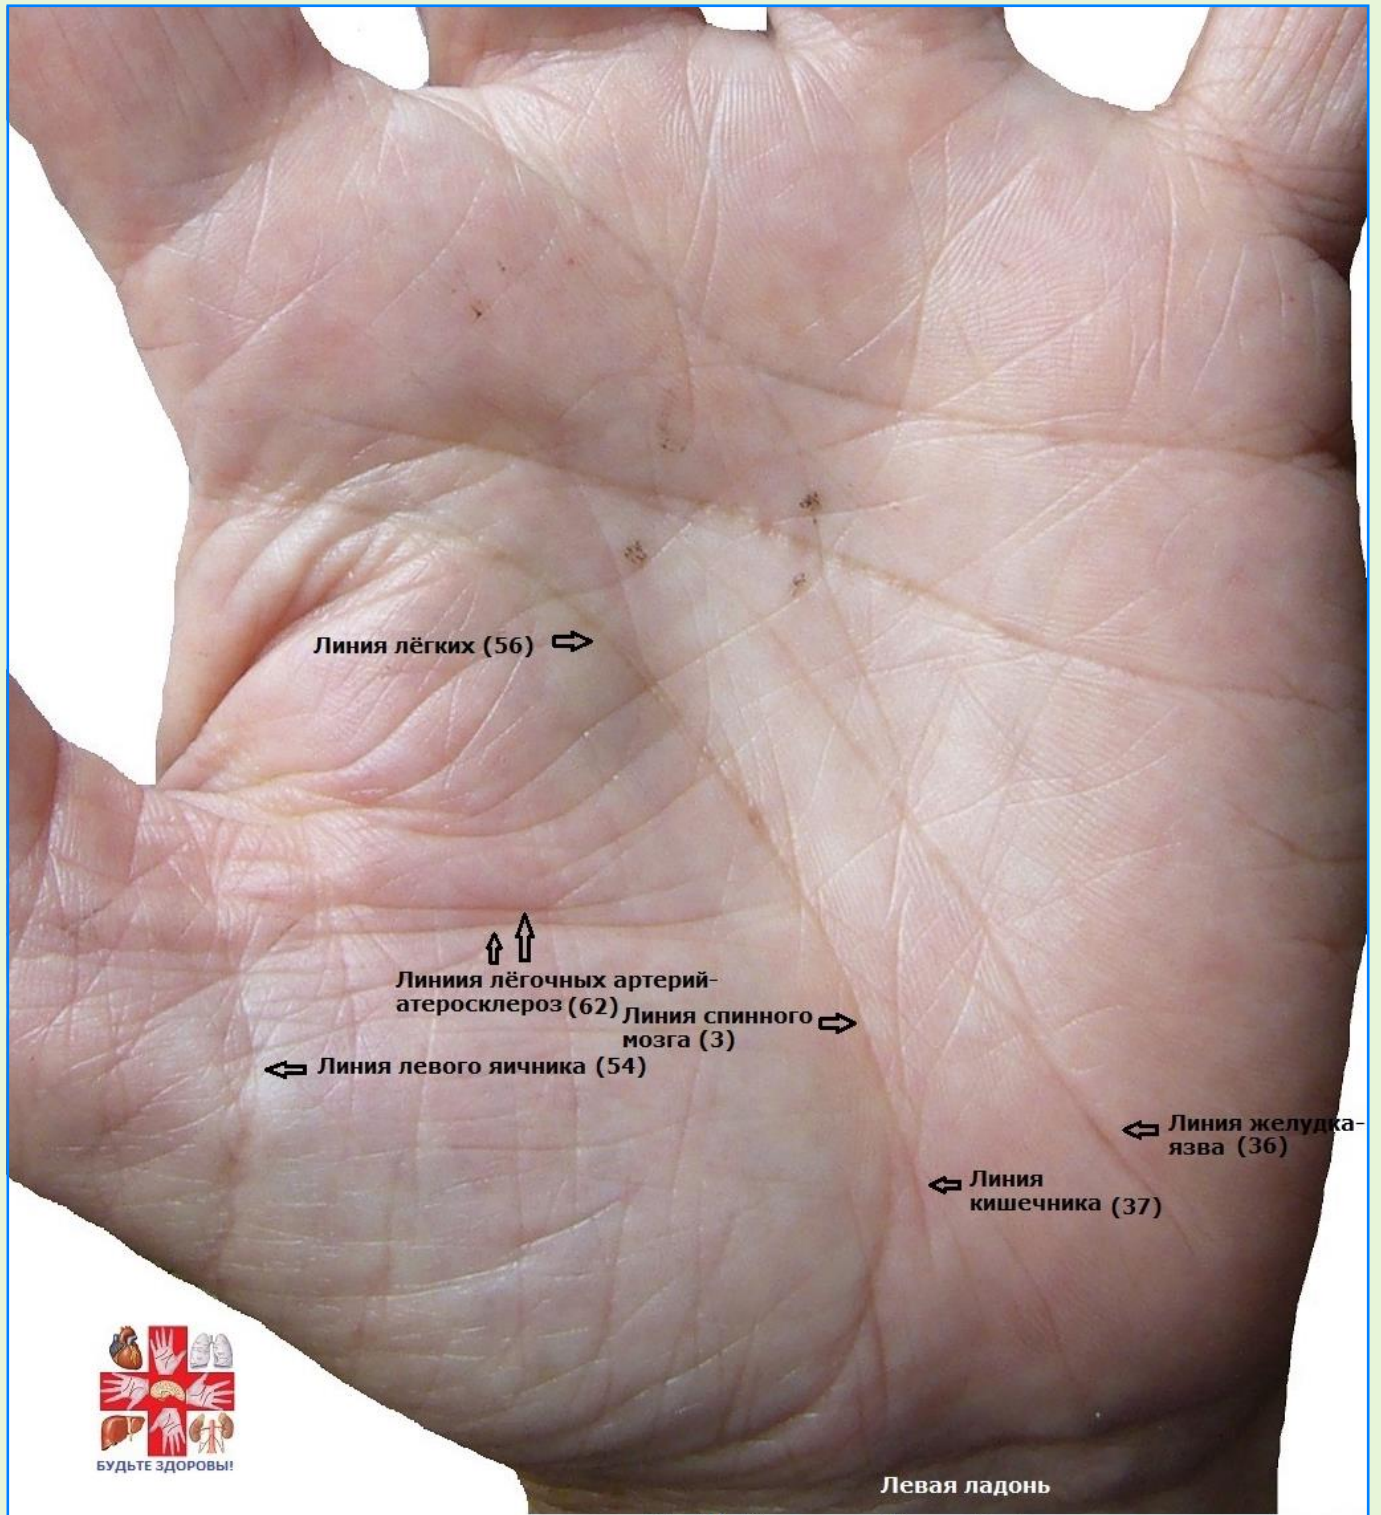 Линия лёгких (56)
Линиия лёгочных артерий-
атеросклероз (62)
Линия спинного
мозга (3)
Линия левого яичника (54)
Линия желудка-
язва (36)
Линия
кишечника (37)
БУДЬТЕ ЗДОРОВЫ!
Левая ладонь